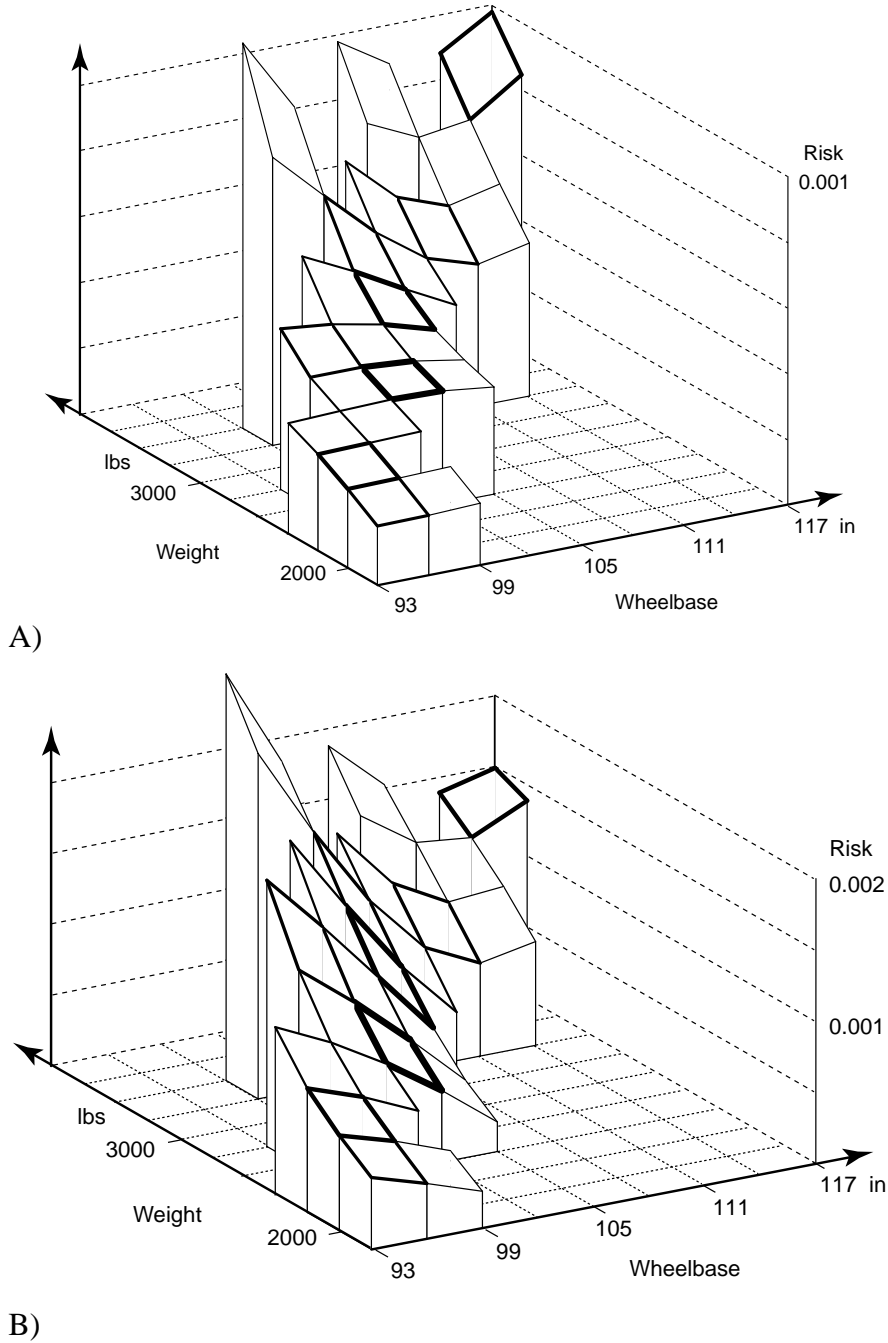 Risk
0.001
lbs
3000
Weight
2000
93
99
105
111
117 in
Wheelbase
A)
Risk
0.002
0.001
lbs
3000
Weight
2000
93
99
105
111
117 in
Wheelbase
B)